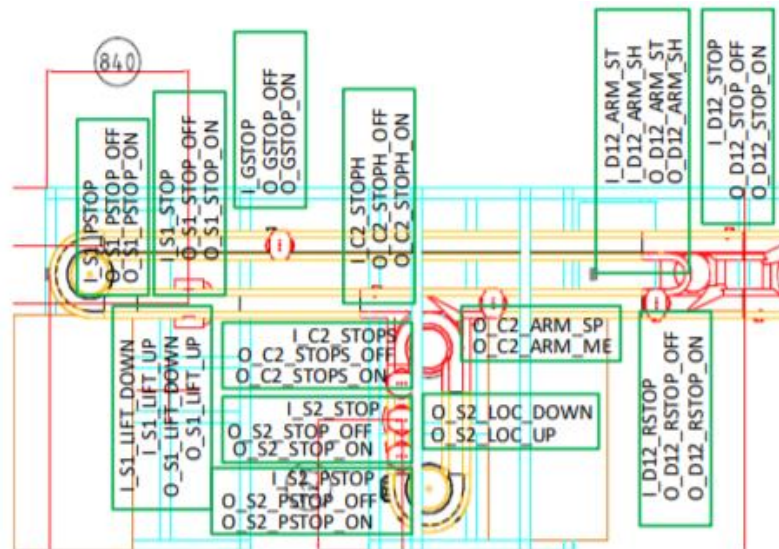 840
I_S1_PSTOP
O_S1_PSTOP_OFF
O_S1_PSTOP_ON
I_S1_STOP
O_S1_STOP_OFF
O_S1_STOP_ON
I_GSTOP
O_GSTOP_OFF
O_GSTOP_ON
I_C2_STOPH
O_C2_STOPH_OFF
O_C2_STOPH_ON
I_D12_ARM_ST
I_D12_ARM_SH
O_D12_ARM_ST
O_D12_ARM_SH
I_D12_STOP
O_D12_STOP_OFF
O_D12_STOP_ON
I_S1_LIFT_DOWN
I_S1_LIFT_UP
O_S1_LIFT_DOWN
O_S1_LIFT_UP
I_C2_STOPS
O_C2_STOPS_OFF
O_C2_STOPS_ON
O_C2_ARM_SP
O_C2_ARM_ME
I_S2_STOP
O_S2_STOP_OFF
O_S2_STOP_ON
O_S2_LOC_DOWN
O_S2_LOC_UP
I_S2_PSTOP
O_S2_PSTOP_OFF
O_S2_PSTOP_ON
I_D12_RSTOP
O_D12_RSTOP_OFF
O_D12_RSTOP_ON